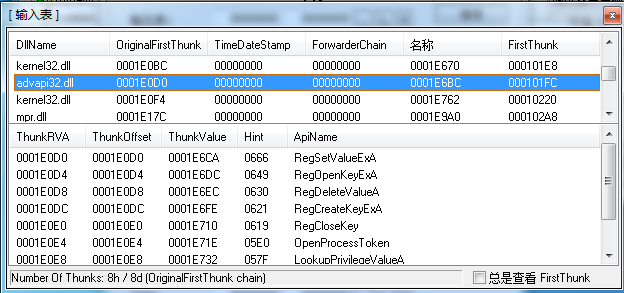 [ 输入表 ]
DllName OriginalFirstThunk TimeDateStamp ForwarderChain 名称 FirstThunk
kernel32.dll 0001E0BC 00000000 00000000 0001E670 000101E8
advapi32.dll 0001E0D0 00000000 00000000 0001E6BC 000101FC
kernel32.dll 0001E0F4 00000000 00000000 0001E762 00010220
mpr.dll 0001E17C 00000000 00000000 0001E9A0 000102A8
ThunkRVA ThunkOffset ThunkValue Hint ApiName
0001E0D0 0001E0D0 0001E6CA 0666 RegSetValueExA
0001E0D4 0001E0D4 0001E6DC 0649 RegOpenKeyExA
0001E0D8 0001E0D8 0001E6EC 0630 RegDeleteValueA
0001E0DC 0001E0DC 0001E6FE 0621 RegCreateKeyExA
0001E0E0 0001E0E0 0001E710 0619 RegCloseKey
0001E0E4 0001E0E4 0001E71E 05E0 OpenProcessToken
0001E0E8 0001E0E8 0001E732 057F LookupPrivilegeValueA
Number Of Thunks: 8h / 8d (OriginalFirstThunk chain) 总是查看 FirstThunk